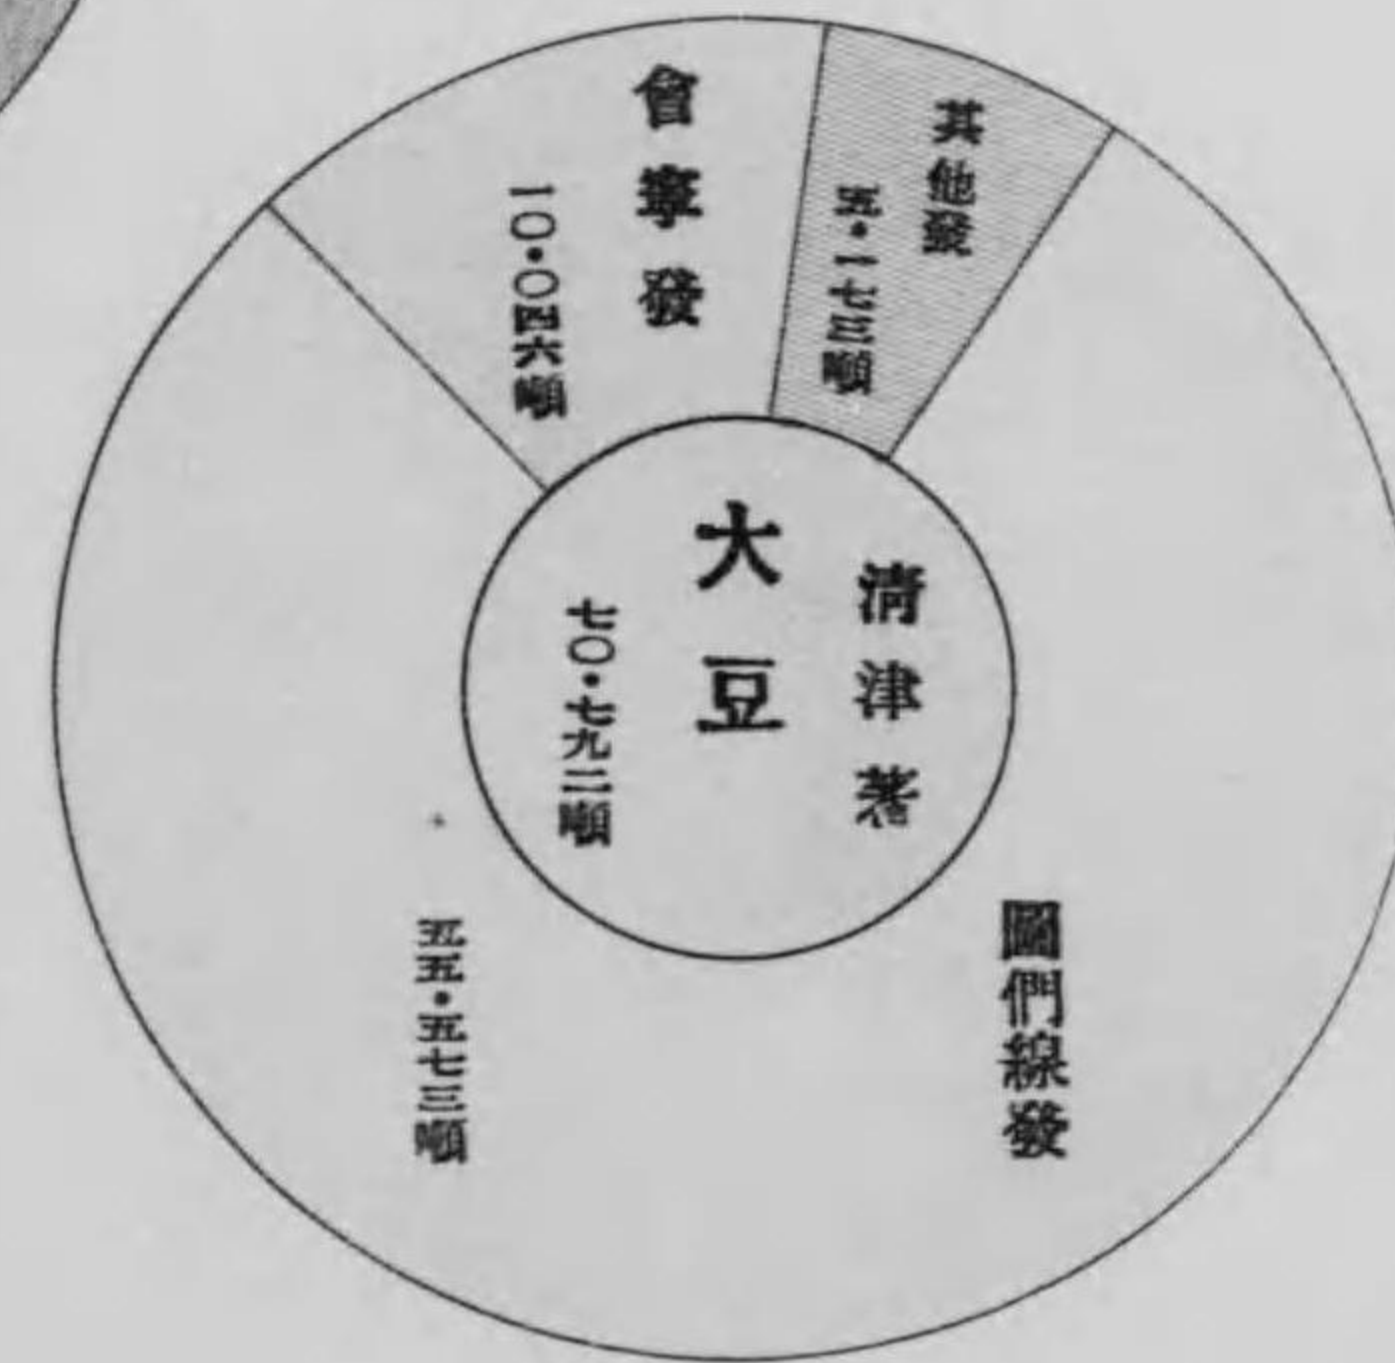 清津著
大豆
七〇・七九二噸
其他發
五・一七三噸
會寧發
一〇・〇四六噸
圖們線發
五五・五七三噸